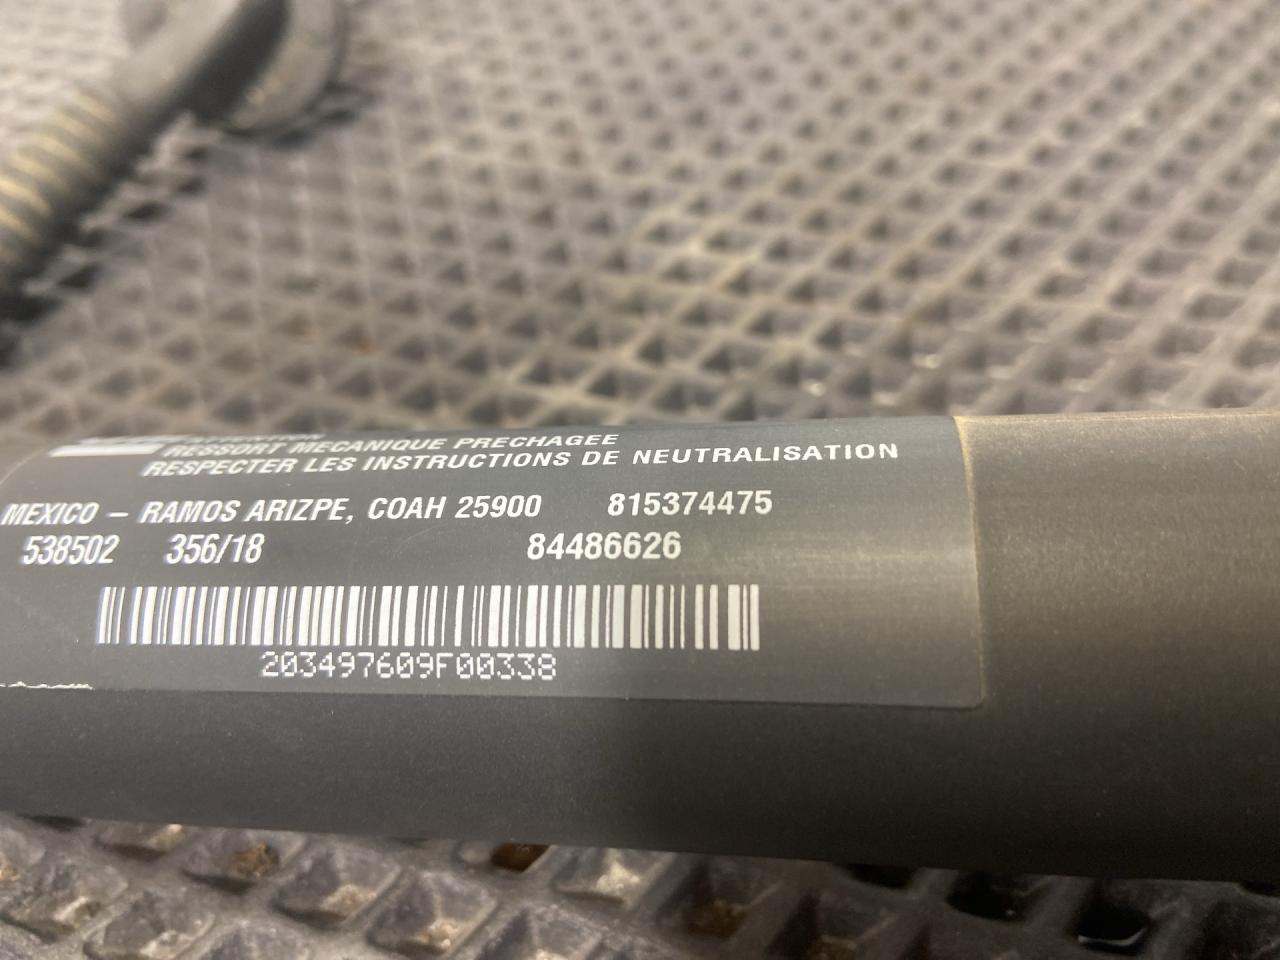 RESSORT MECANIQUE PRECHAGEE
RESPECTER LES INSTRUCTIONS DE NEUTRALISATION
MEXICO – RAMOS ARIZPE, COAH 25900 815374475
538502 356/18 84486626
203497609F00338